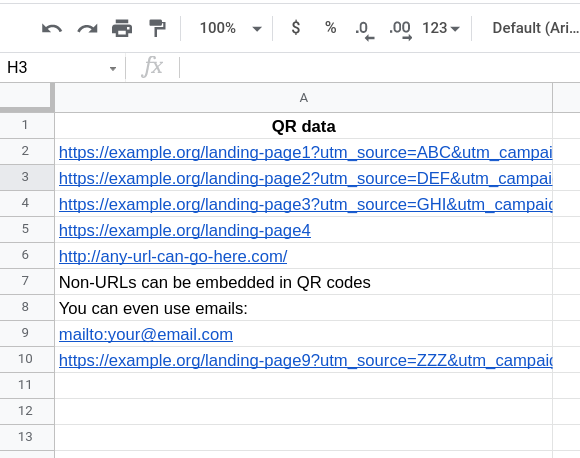 100% $ % .0 .00 123 Default (Ari...
H3 fx
A
1 QR data
2 https://example.org/landing-page1?utm_source=ABC&utm_campai
3 https://example.org/landing-page2?utm_source=DEF&utm_campai
4 https://example.org/landing-page3?utm_source=GHI&utm_campaig
5 https://example.org/landing-page4
6 http://any-url-can-go-here.com/
7 Non-URLs can be embedded in QR codes
8 You can even use emails:
9 mailto:your@email.com
10 https://example.org/landing-page9?utm_source=ZZZ&utm_campaig
11
12
13